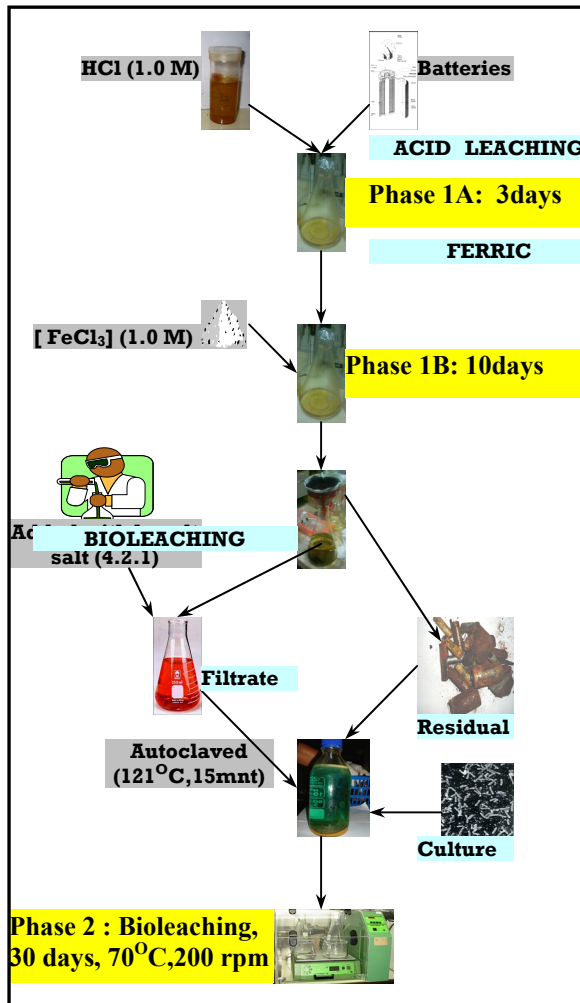 HCl (1.0 M)
Batteries
ACID LEACHING
Phase 1A: 3days
FERRIC
[ FeCl₃] (1.0 M)
Phase 1B: 10days
BIOLEACHING
salt (4.2.1)
Filtrate
Residual
Autoclaved
(121ᴼC,15mnt)
Culture
Phase 2 : Bioleaching,
30 days, 70ᴼC,200 rpm